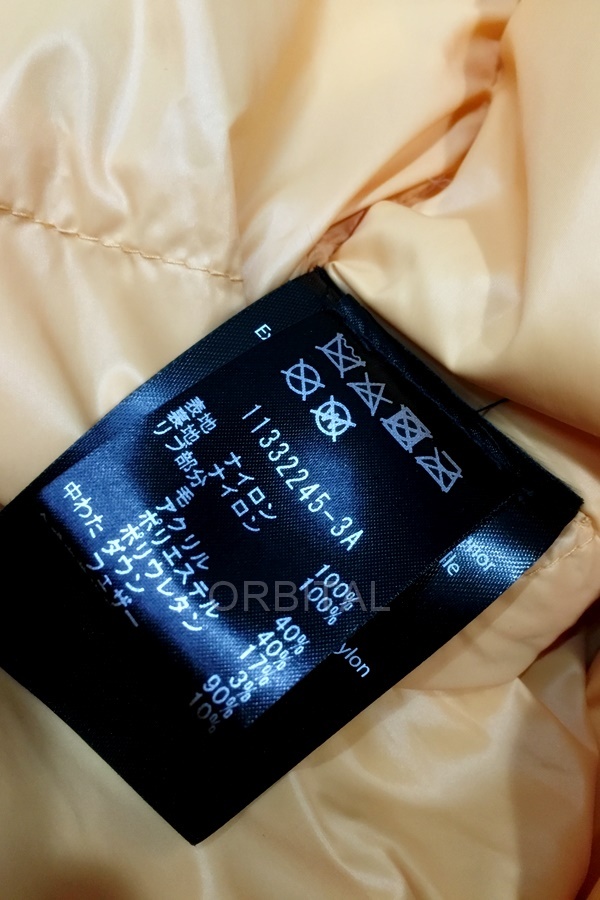 11332245-3A
表地 ナイロン 100%
裏地 ナイロン 100%
リブ部分 毛 40%
アクリル 40%
ポリエステル 17%
ポリウレタン 3%
中わた ダウン 90%
フェザー 10%
ylon
ORBITAL